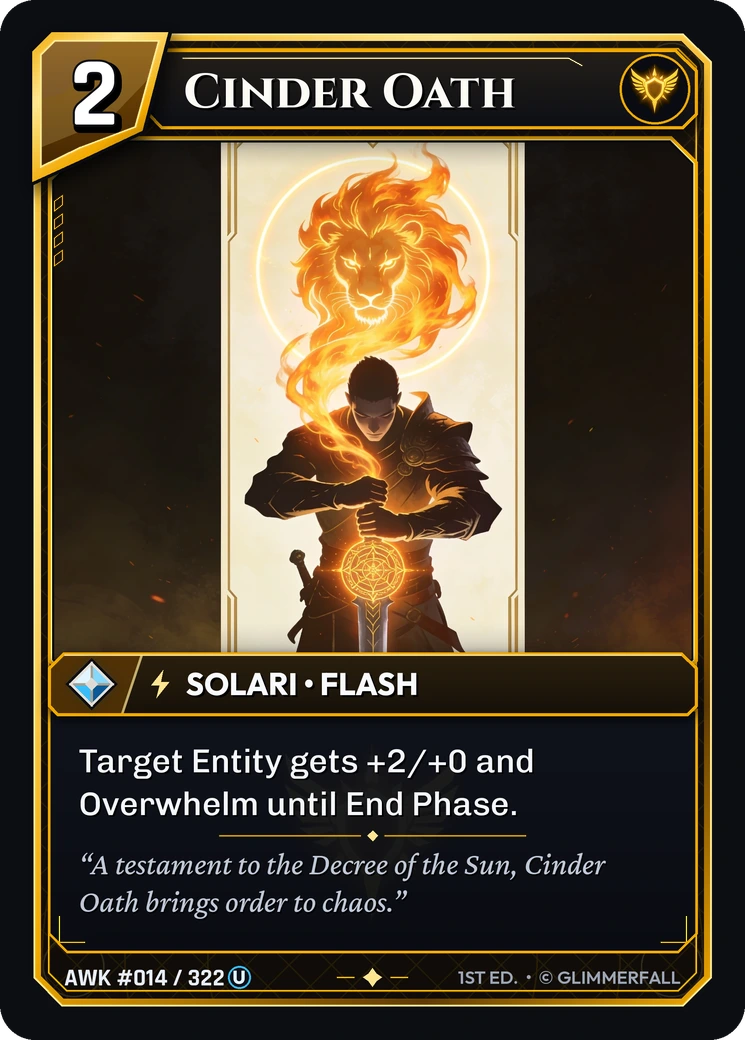 2
CINDER OATH
SOLARI • FLASH
Target Entity gets +2/+0 and
Overwhelm until End Phase.
“A testament to the Decree of the Sun, Cinder
Oath brings order to chaos.”
AWK #014 / 322 U
1ST ED. • © GLIMMERFALL